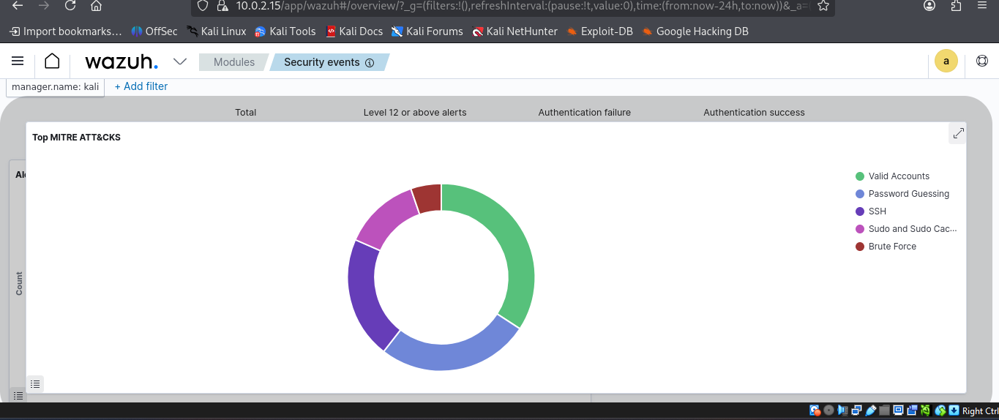 10.0.2.15/app/wazuh#/overview/?_g=(filters:!(),refreshInterval:(pause:!t,value:0),time:(from:now-24h,to:now))&_a=(
Import bookmarks... OffSec Kali Linux Kali Tools Kali Docs Kali Forums Kali NetHunter Exploit-DB Google Hacking DB
wazuh. Modules Security events a
manager.name: kali + Add filter
Total Level 12 or above alerts Authentication failure Authentication success
Top MITRE ATT&CKS
Ale
Count
Valid Accounts
Password Guessing
SSH
Sudo and Sudo Cac...
Brute Force
Right Ctrl